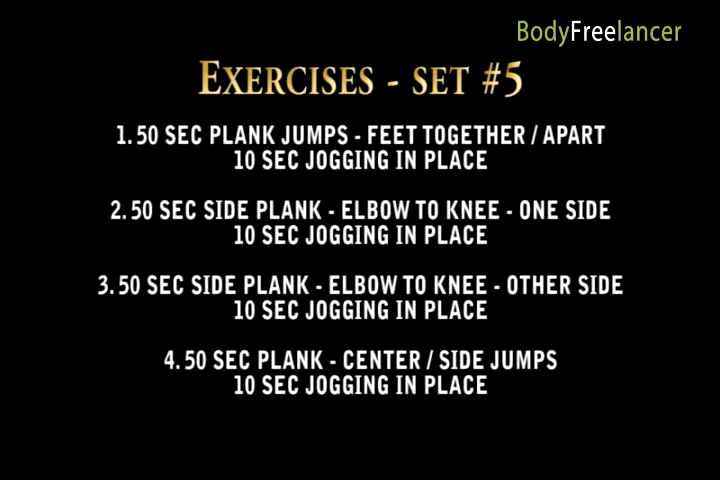 BodyFreelancer
EXERCISES - SET #5
1. 50 SEC PLANK JUMPS - FEET TOGETHER / APART
10 SEC JOGGING IN PLACE
2. 50 SEC SIDE PLANK - ELBOW TO KNEE - ONE SIDE
10 SEC JOGGING IN PLACE
3. 50 SEC SIDE PLANK - ELBOW TO KNEE - OTHER SIDE
10 SEC JOGGING IN PLACE
4. 50 SEC PLANK - CENTER / SIDE JUMPS
10 SEC JOGGING IN PLACE